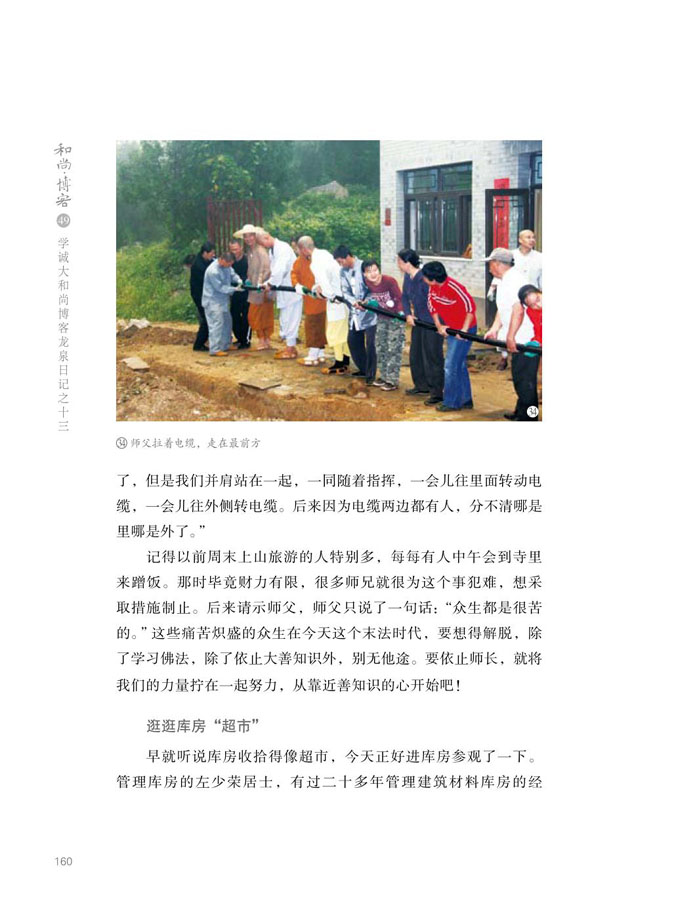 和尚·博客
49
学诚大和尚博客龙泉日记之十三
34
34 师父拉着电缆，走在最前方
了，但是我们并肩站在一起，一同随着指挥，一会儿往里面转动电
缆，一会儿往外侧转电缆。后来因为电缆两边都有人，分不清哪是
里哪是外了。”
记得以前周末上山旅游的人特别多，每每有人中午会到寺里
来蹭饭。那时毕竟财力有限，很多师兄就很为这个事犯难，想采
取措施制止。后来请示师父，师父只说了一句话：“众生都是很苦
的。”这些痛苦炽盛的众生在今天这个末法时代，要想得解脱，除
了学习佛法，除了依止大善知识外，别无他途。要依止师长，就将
我们的力量拧在一起努力，从靠近善知识的心开始吧！
逛逛库房“超市”
早就听说库房收拾得像超市，今天正好进库房参观了一下。
管理库房的左少荣居士，有过二十多年管理建筑材料库房的经
160